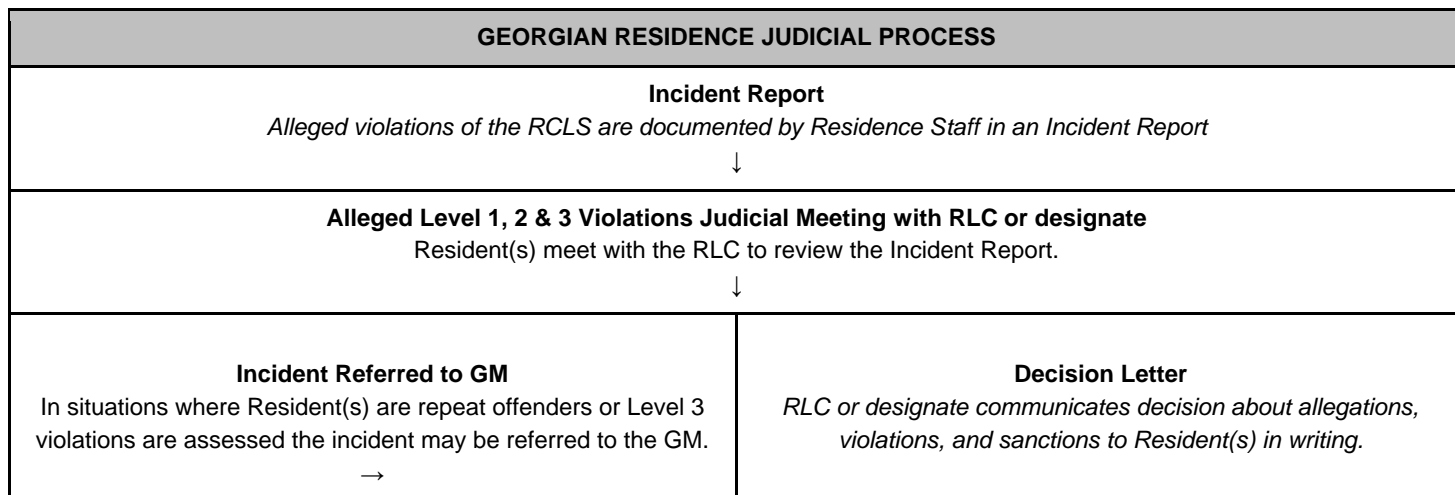 GEORGIAN RESIDENCE JUDICIAL PROCESS
Incident Report
Alleged violations of the RCLS are documented by Residence Staff in an Incident Report
↓
Alleged Level 1, 2 & 3 Violations Judicial Meeting with RLC or designate
Resident(s) meet with the RLC to review the Incident Report.
↓
Incident Referred to GM
In situations where Resident(s) are repeat offenders or Level 3
violations are assessed the incident may be referred to the GM.
→
Decision Letter
RLC or designate communicates decision about allegations,
violations, and sanctions to Resident(s) in writing.